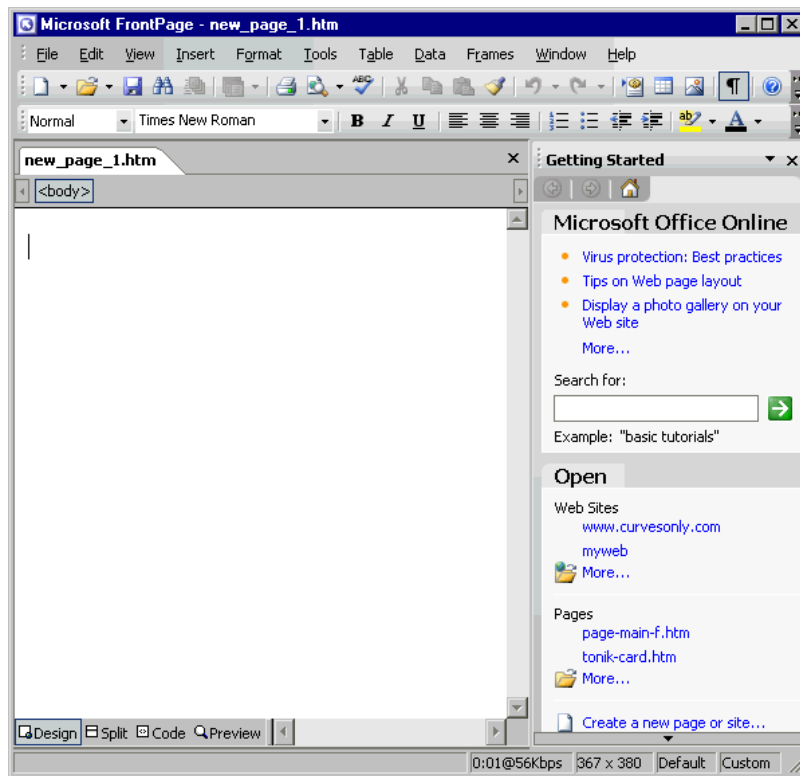 Microsoft FrontPage - new_page_1.htm
File Edit View Insert Format Tools Table Data Frames Window Help
Normal Times New Roman B I U ab A
new_page_1.htm
<body>
Getting Started
Microsoft Office Online
Virus protection: Best practices
Tips on Web page layout
Display a photo gallery on your
Web site
More...
Search for:
Example: "basic tutorials"
Open
Web Sites
www.curvesonly.com
myweb
More...
Pages
page-main-f.htm
tonik-card.htm
More...
Create a new page or site...
Design Split Code Preview
0:01@56Kbps 367 x 380 Default Custom